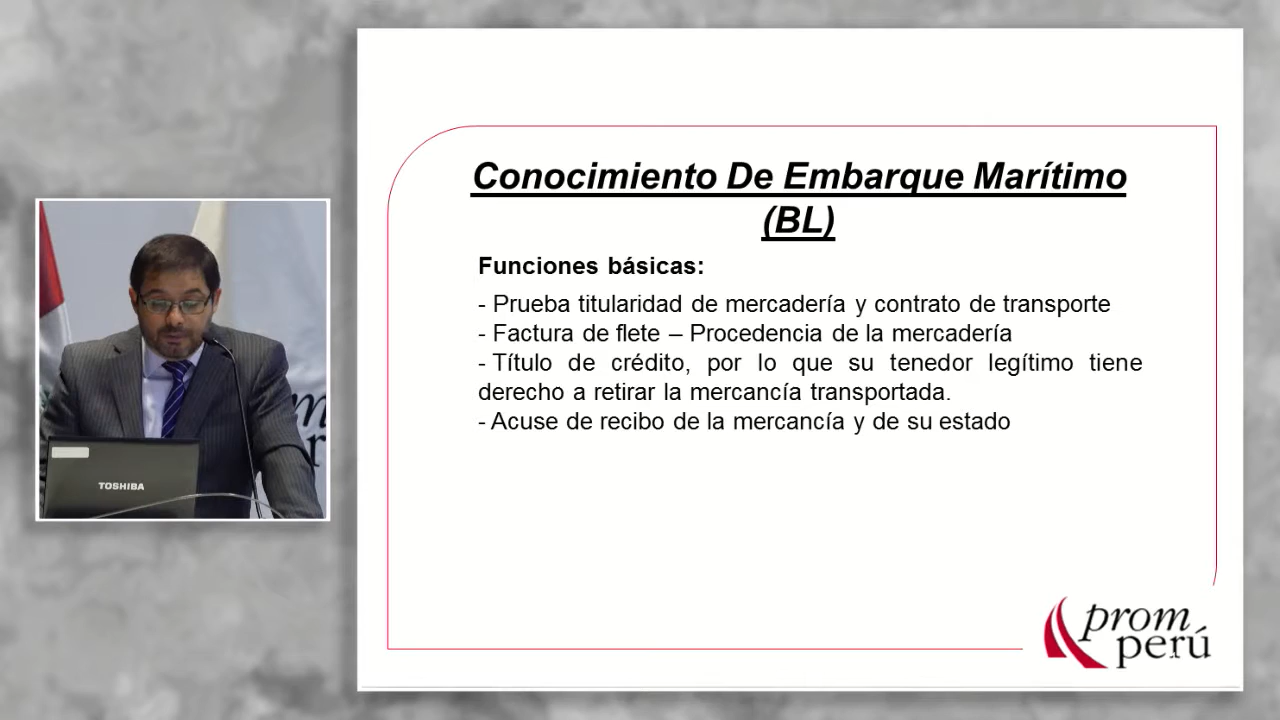 Conocimiento De Embarque Marítimo
(BL)
Funciones básicas:
- Prueba titularidad de mercadería y contrato de transporte
- Factura de flete – Procedencia de la mercadería
- Título de crédito, por lo que su tenedor legítimo tiene
derecho a retirar la mercancía transportada.
- Acuse de recibo de la mercancía y de su estado
TOSHIBA
prom
perú